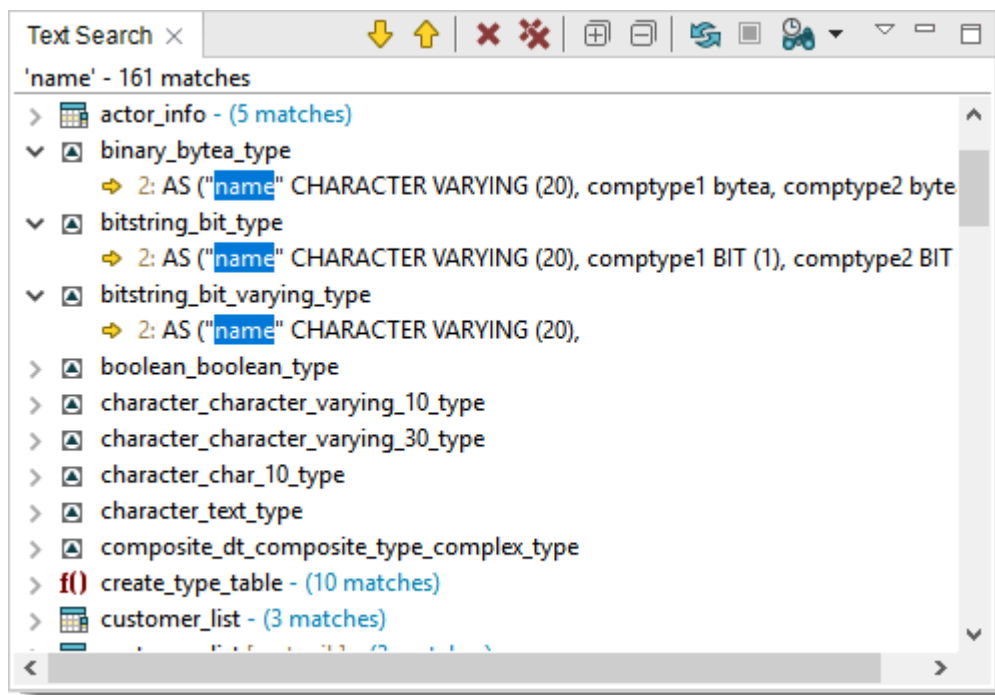 Text Search
'name' - 161 matches
actor_info - (5 matches)
binary_bytea_type
2: AS ("name" CHARACTER VARYING (20), comptype1 bytea, comptype2 byte
bitstring_bit_type
2: AS ("name" CHARACTER VARYING (20), comptype1 BIT (1), comptype2 BIT
bitstring_bit_varying_type
2: AS ("name" CHARACTER VARYING (20),
boolean_boolean_type
character_character_varying_10_type
character_character_varying_30_type
character_char_10_type
character_text_type
composite_dt_composite_type_complex_type
f() create_type_table - (10 matches)
customer_list - (3 matches)